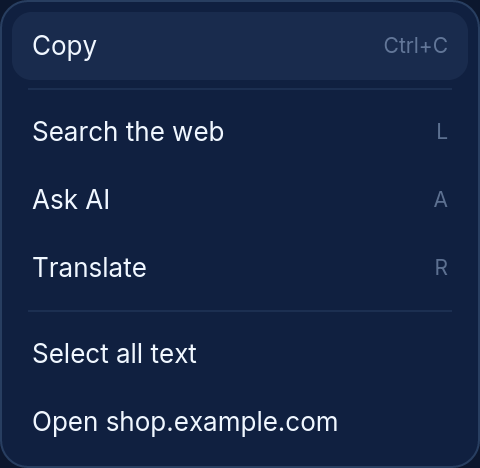 Copy Ctrl+C
Search the web L
Ask AI A
Translate R
Select all text
Open shop.example.com